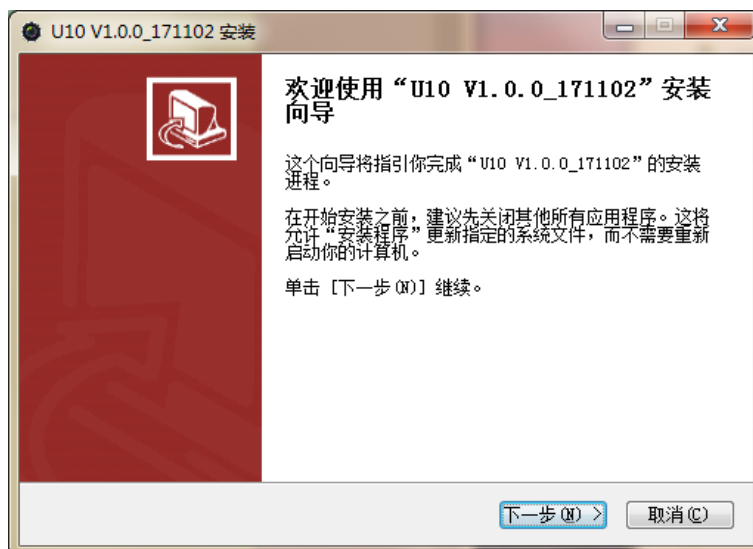 U10 V1.0.0_171102 安装
欢迎使用“U10 V1.0.0_171102”安装
向导
这个向导将指引你完成“U10 V1.0.0_171102”的安装
进程。
在开始安装之前，建议先关闭其他所有应用程序。这将
允许“安装程序”更新指定的系统文件，而不需要重新
启动你的计算机。
单击 [下一步(N)] 继续。
下一步(N) >
取消(C)